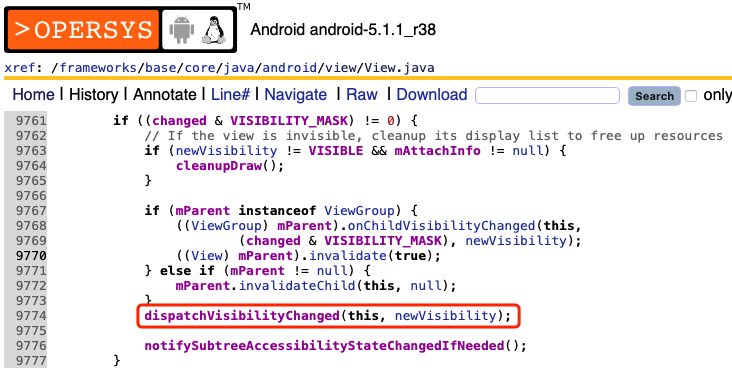 >OPERSYS
TM
Android android-5.1.1_r38
xref: /frameworks/base/core/java/android/view/View.java
Home | History | Annotate | Line# | Navigate | Raw | Download Search only
9761 if ((changed & VISIBILITY_MASK) != 0) {
9762 // If the view is invisible, cleanup its display list to free up resources
9763 if (newVisibility != VISIBLE && mAttachInfo != null) {
9764 cleanupDraw();
9765 }
9766
9767 if (mParent instanceof ViewGroup) {
9768 ((ViewGroup) mParent).onChildVisibilityChanged(this,
9769 (changed & VISIBILITY_MASK), newVisibility);
9770 ((View) mParent).invalidate(true);
9771 } else if (mParent != null) {
9772 mParent.invalidateChild(this, null);
9773 }
9774 dispatchVisibilityChanged(this, newVisibility);
9775
9776 notifySubtreeAccessibilityStateChangedIfNeeded();
9777 }